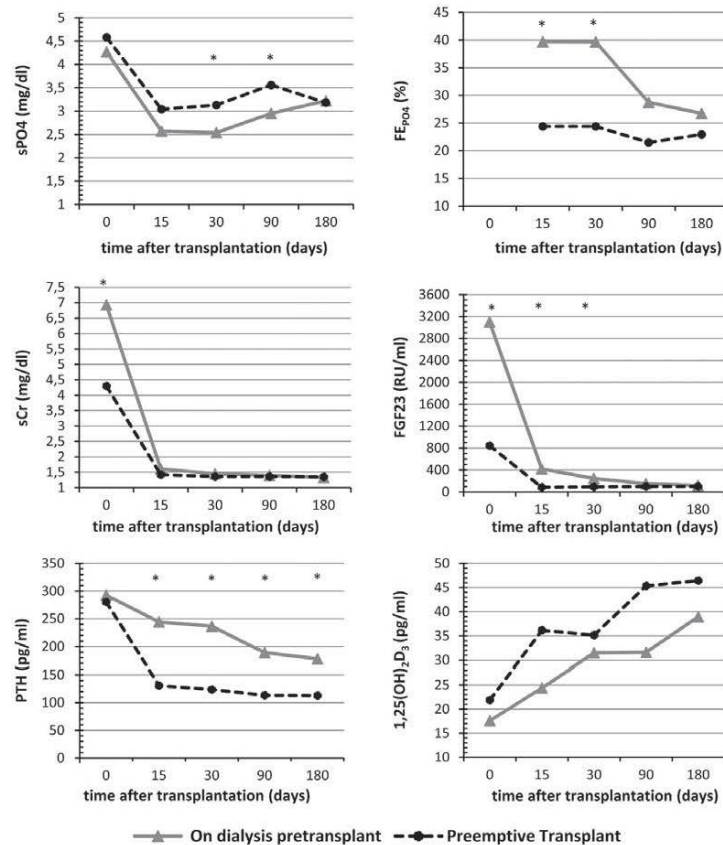 sPO4 (mg/dl)
5
4,5
4
3,5
3
2,5
2
1,5
1
* *
0 15 30 90 180
time after transplantation (days)
FEPO4 (%)
45
40
35
30
25
20
15
10
* *
0 15 30 90 180
time after transplantation (days)
sCr (mg/dl)
7,5
7
6,5
6
5,5
5
4,5
4
3,5
3
2,5
2
1,5
1
*
0 15 30 90 180
time after transplantation (days)
FGF23 (RU/ml)
3600
3200
2800
2400
2000
1600
1200
800
400
0
* * *
0 15 30 90 180
time after transplantation (days)
PTH (pg/ml)
350
300
250
200
150
100
50
0
* * * *
0 15 30 90 180
time after transplantation (days)
1,25(OH)2D3 (pg/ml)
50
45
40
35
30
25
20
15
10
0 15 30 90 180
time after transplantation (days)
On dialysis pretransplant Preemptive Transplant